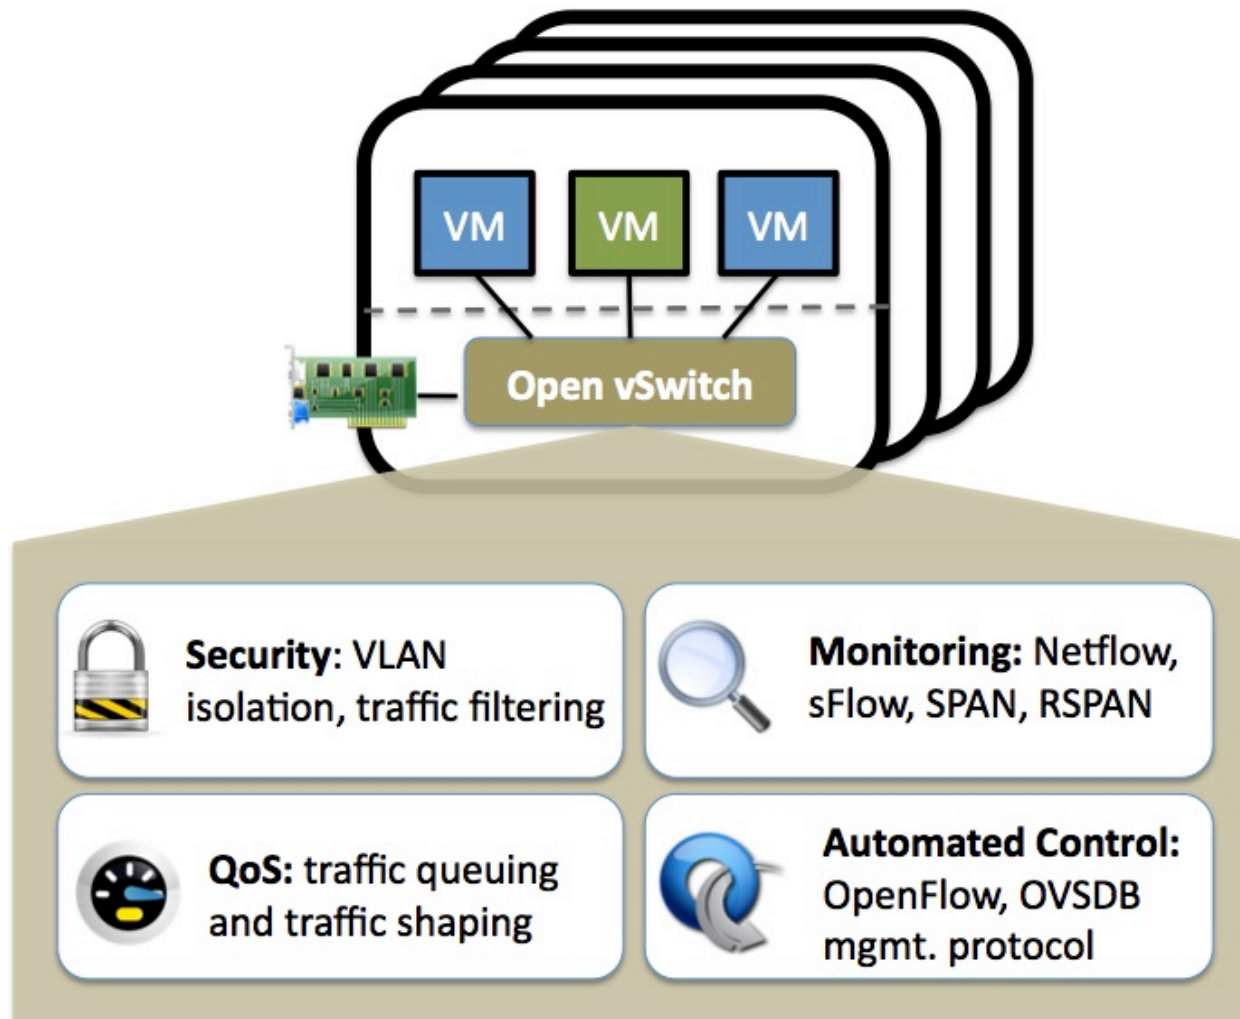 VM VM VM
Open vSwitch
Security: VLAN
isolation, traffic filtering
Monitoring: Netflow,
sFlow, SPAN, RSPAN
QoS: traffic queuing
and traffic shaping
Automated Control:
OpenFlow, OVSDB
mgmt. protocol